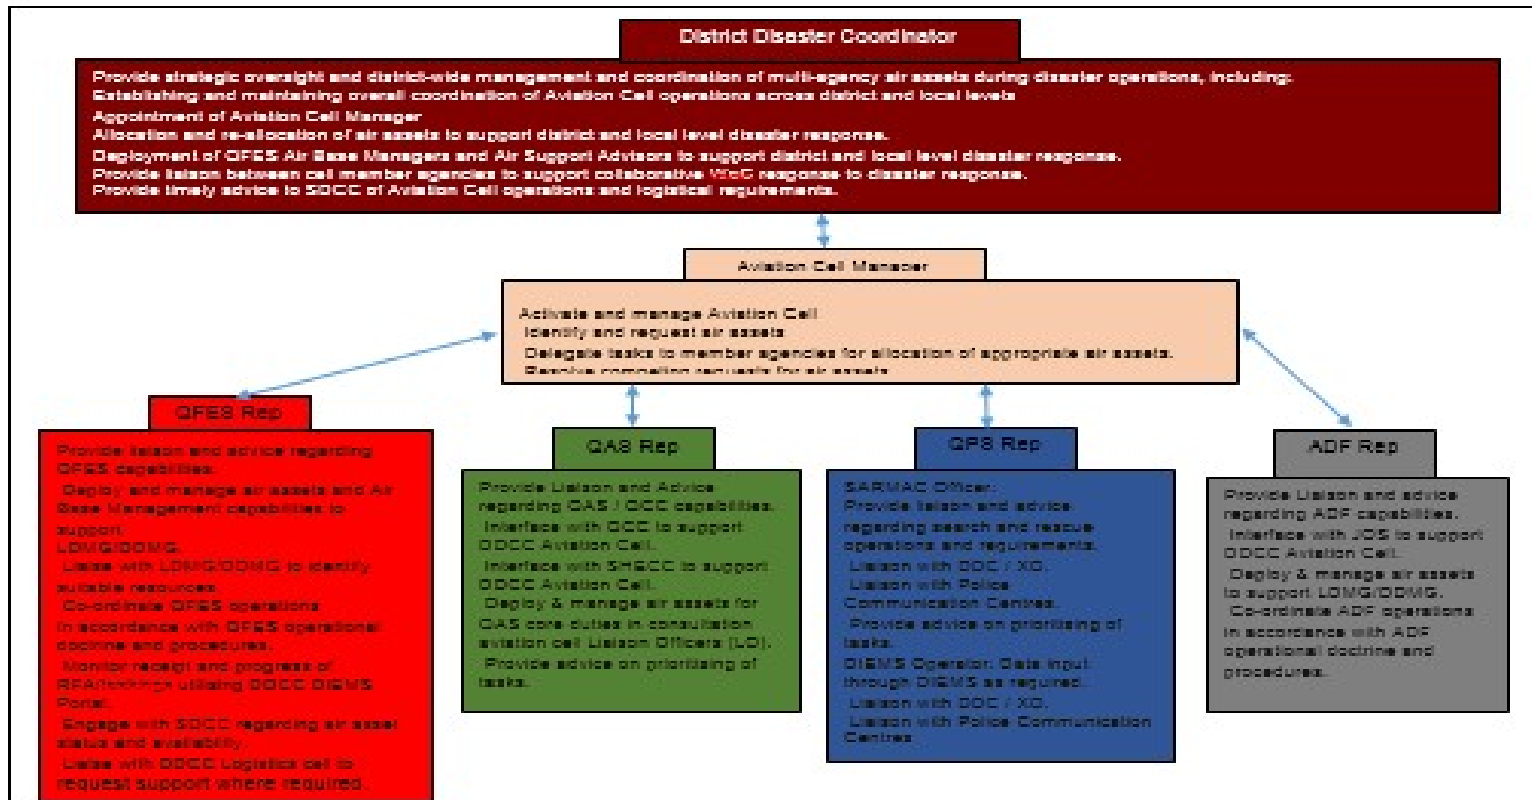 District Disaster Coordinator
Provide strategic oversight and district-wide management and coordination of multi-agency air assets during disaster operations, including:
Establishing and maintaining overall coordination of Aviation Cell operations across district and local levels
Appointment of Aviation Cell Manager
Allocation and re-allocation of air assets to support district and local level disaster response.
Deployment of QFES Air Base Managers and Air Support Advisors to support district and local level disaster response.
Provide liaison between cell member agencies to support collaborative WoG response to disaster response.
Provide timely advice to SDCC of Aviation Cell operations and logistical requirements.
Aviation Cell Manager
Activate and manage Aviation Cell
Identify and request air assets
Delegate tasks to member agencies for allocation of appropriate air assets.
Resolve competing requests for air assets
QFES Rep
Provide liaison and advice regarding
QFES capabilities.
Deploy and manage air assets and Air
Base Management capabilities to
support.
LDMG/DDMG.
Liaise with LDMG/DDMG to identify
suitable resources.
Co-ordinate QFES operations
in accordance with QFES operational
doctrine and procedures.
Monitor receipt and progress of
RFA/taskings utilising DDCC DIEMS
Portal.
Engage with SDCC regarding air asset
status and availability.
Liaise with DDCC Logistics cell to
request support where required.
QAS Rep
Provide Liaison and Advice
regarding QAS / QCC capabilities.
Interface with QCC to support
DDCC Aviation Cell.
Interface with SHECC to support
DDCC Aviation Cell.
Deploy & manage air assets for
QAS core duties in consultation
aviation cell Liaison Officers (LO).
Provide advice on prioritising of
tasks.
QPS Rep
SARMAC Officer:
Provide liaison and advice
regarding search and rescue
operations and requirements.
Liaison with DDC / XO.
Liaison with Police
Communication Centres.
Provide advice on prioritising of
tasks.
DIEMS Operator: Data input
through DIEMS as required.
Liaison with DDC / XO.
Liaison with Police Communication
Centres
ADF Rep
Provide Liaison and advice
regarding ADF capabilities.
Interface with JOS to support
DDCC Aviation Cell.
Deploy & manage air assets
to support LDMG/DDMG.
Co-ordinate ADF operations
in accordance with ADF
operational doctrine and
procedures.